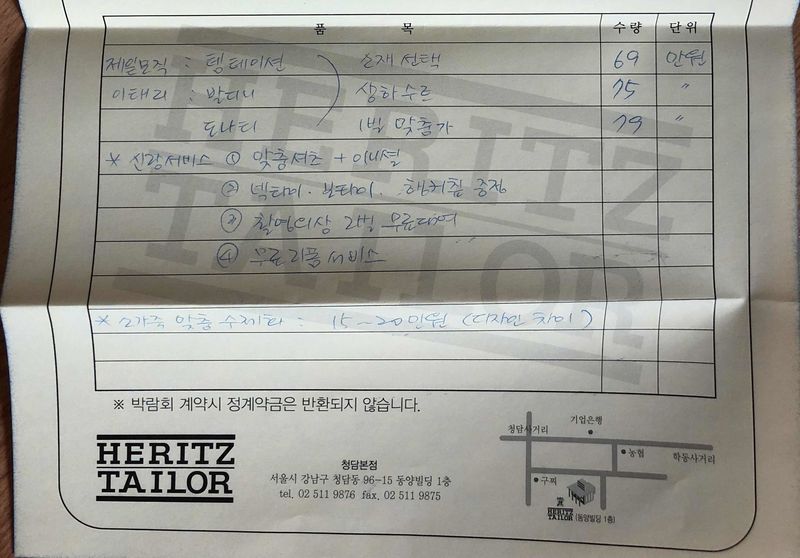 품 목 수량 단위
제일모직 : 템테이션 소재 선택 69 만원
이태리 : 발디니 상하수트 75 〃
도나티 1벌 맞춤가 79 〃
* 신랑서비스 ① 맞춤셔츠 + 이니셜
② 넥타이. 보타이. 행커칩 증정
③ 촬영의상 2벌 무료대여
④ 무료리폼서비스
* 소가죽 맞춤 수제화 : 15~20만원 (디자인 차이)
※ 박람회 계약시 정계약금은 반환되지 않습니다.
HERITZ
TAILOR
청담본점
서울시 강남구 청담동 96-15 동양빌딩 1층
tel. 02 511 9876 fax. 02 511 9875
기업은행
청담사거리
농협
학동사거리
구찌
HERITZ
TAILOR (동양빌딩 1층)
HERITZ
TAILOR